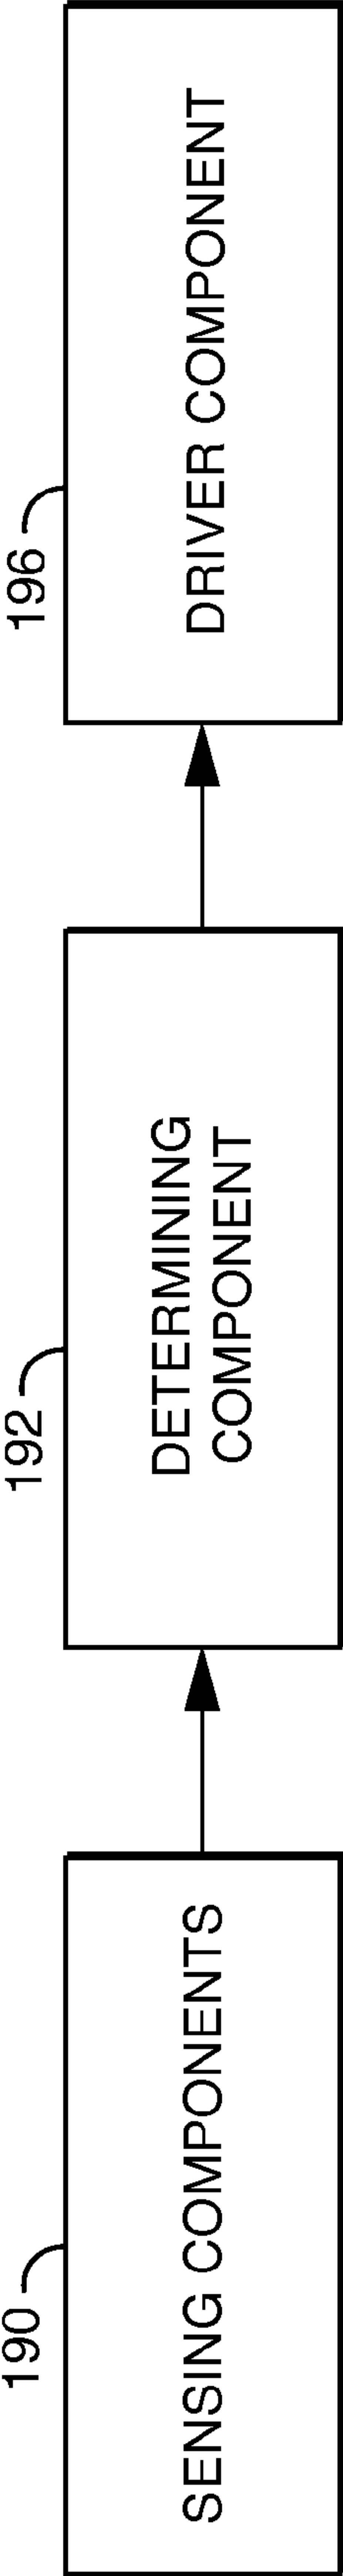 190
SENSING COMPONENTS
192
DETERMINING
COMPONENT
196
DRIVER COMPONENT